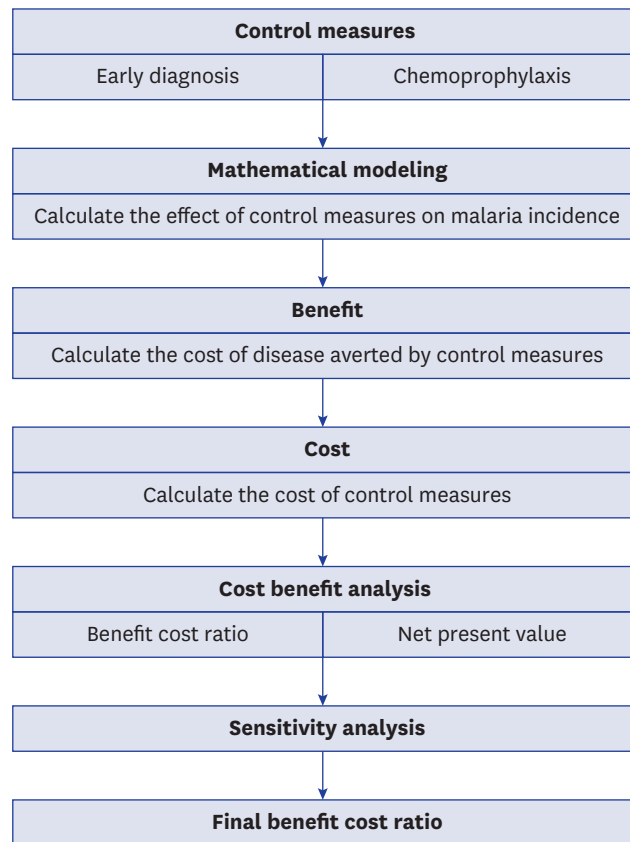 Control measures
Early diagnosis
Chemoprophylaxis
Mathematical modeling
Calculate the effect of control measures on malaria incidence
Benefit
Calculate the cost of disease averted by control measures
Cost
Calculate the cost of control measures
Cost benefit analysis
Benefit cost ratio
Net present value
Sensitivity analysis
Final benefit cost ratio